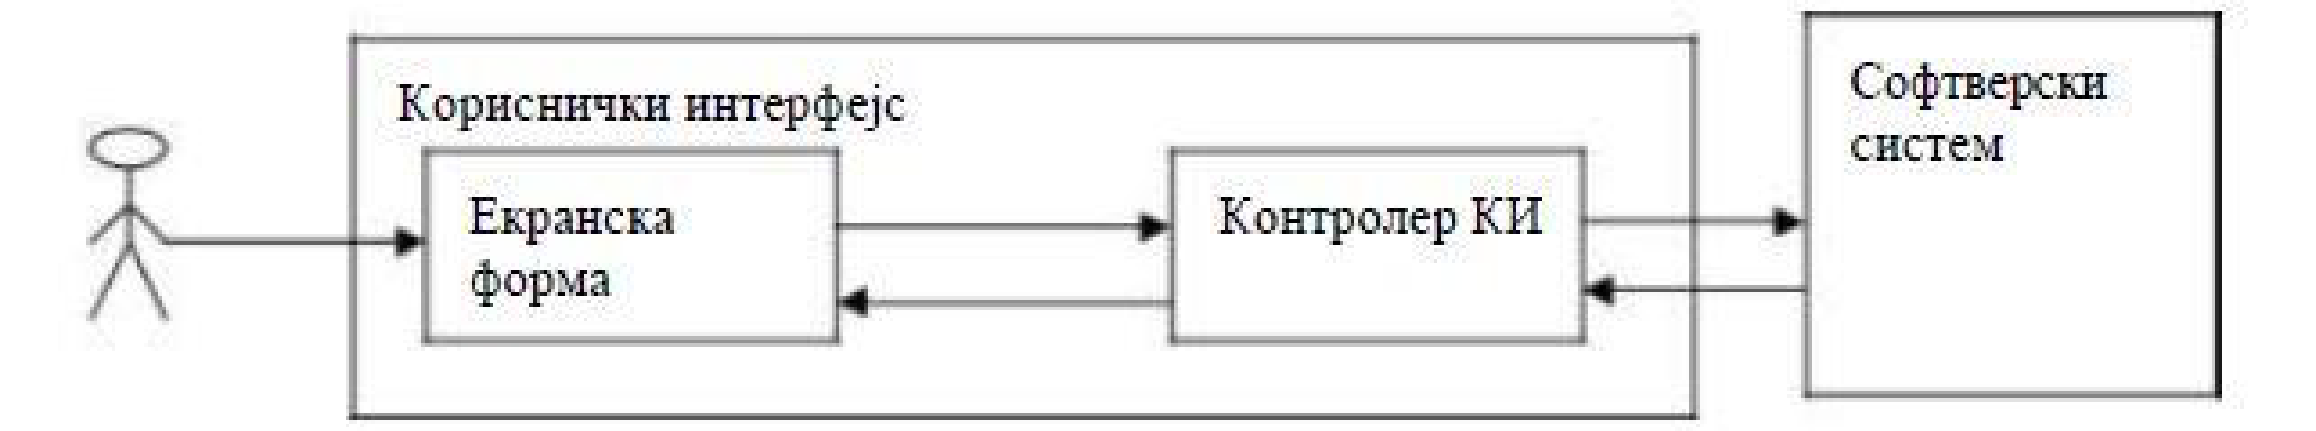 Кориснички интерфејс
Екранска
форма
Контролер КИ
Софтверски
систем